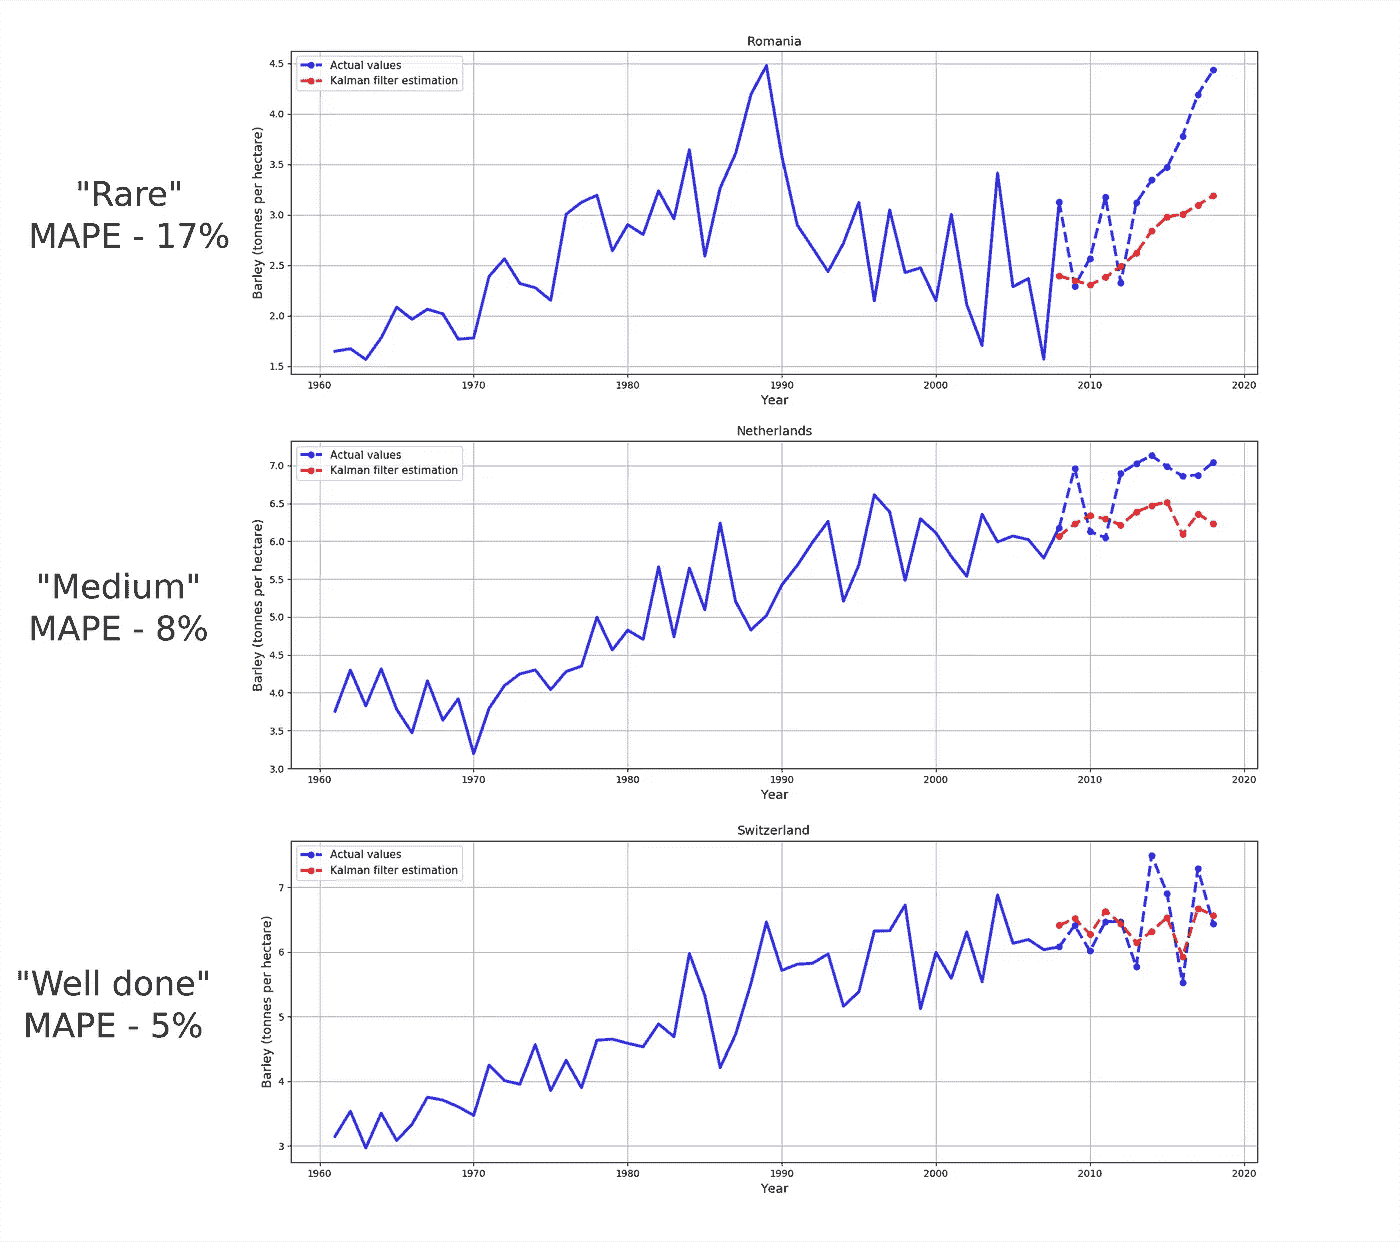 Romania
Actual values
Kalman filter estimation
4.5
4.0
3.5
3.0
2.5
2.0
1.5
Barley (tonnes per hectare)
1960 1970 1980 1990 2000 2010 2020
Year
"Rare"
MAPE - 17%
Netherlands
Actual values
Kalman filter estimation
7.0
6.5
6.0
5.5
5.0
4.5
4.0
3.5
3.0
Barley (tonnes per hectare)
1960 1970 1980 1990 2000 2010 2020
Year
"Medium"
MAPE - 8%
Switzerland
Actual values
Kalman filter estimation
7
6
5
4
3
Barley (tonnes per hectare)
1960 1970 1980 1990 2000 2010 2020
Year
"Well done"
MAPE - 5%